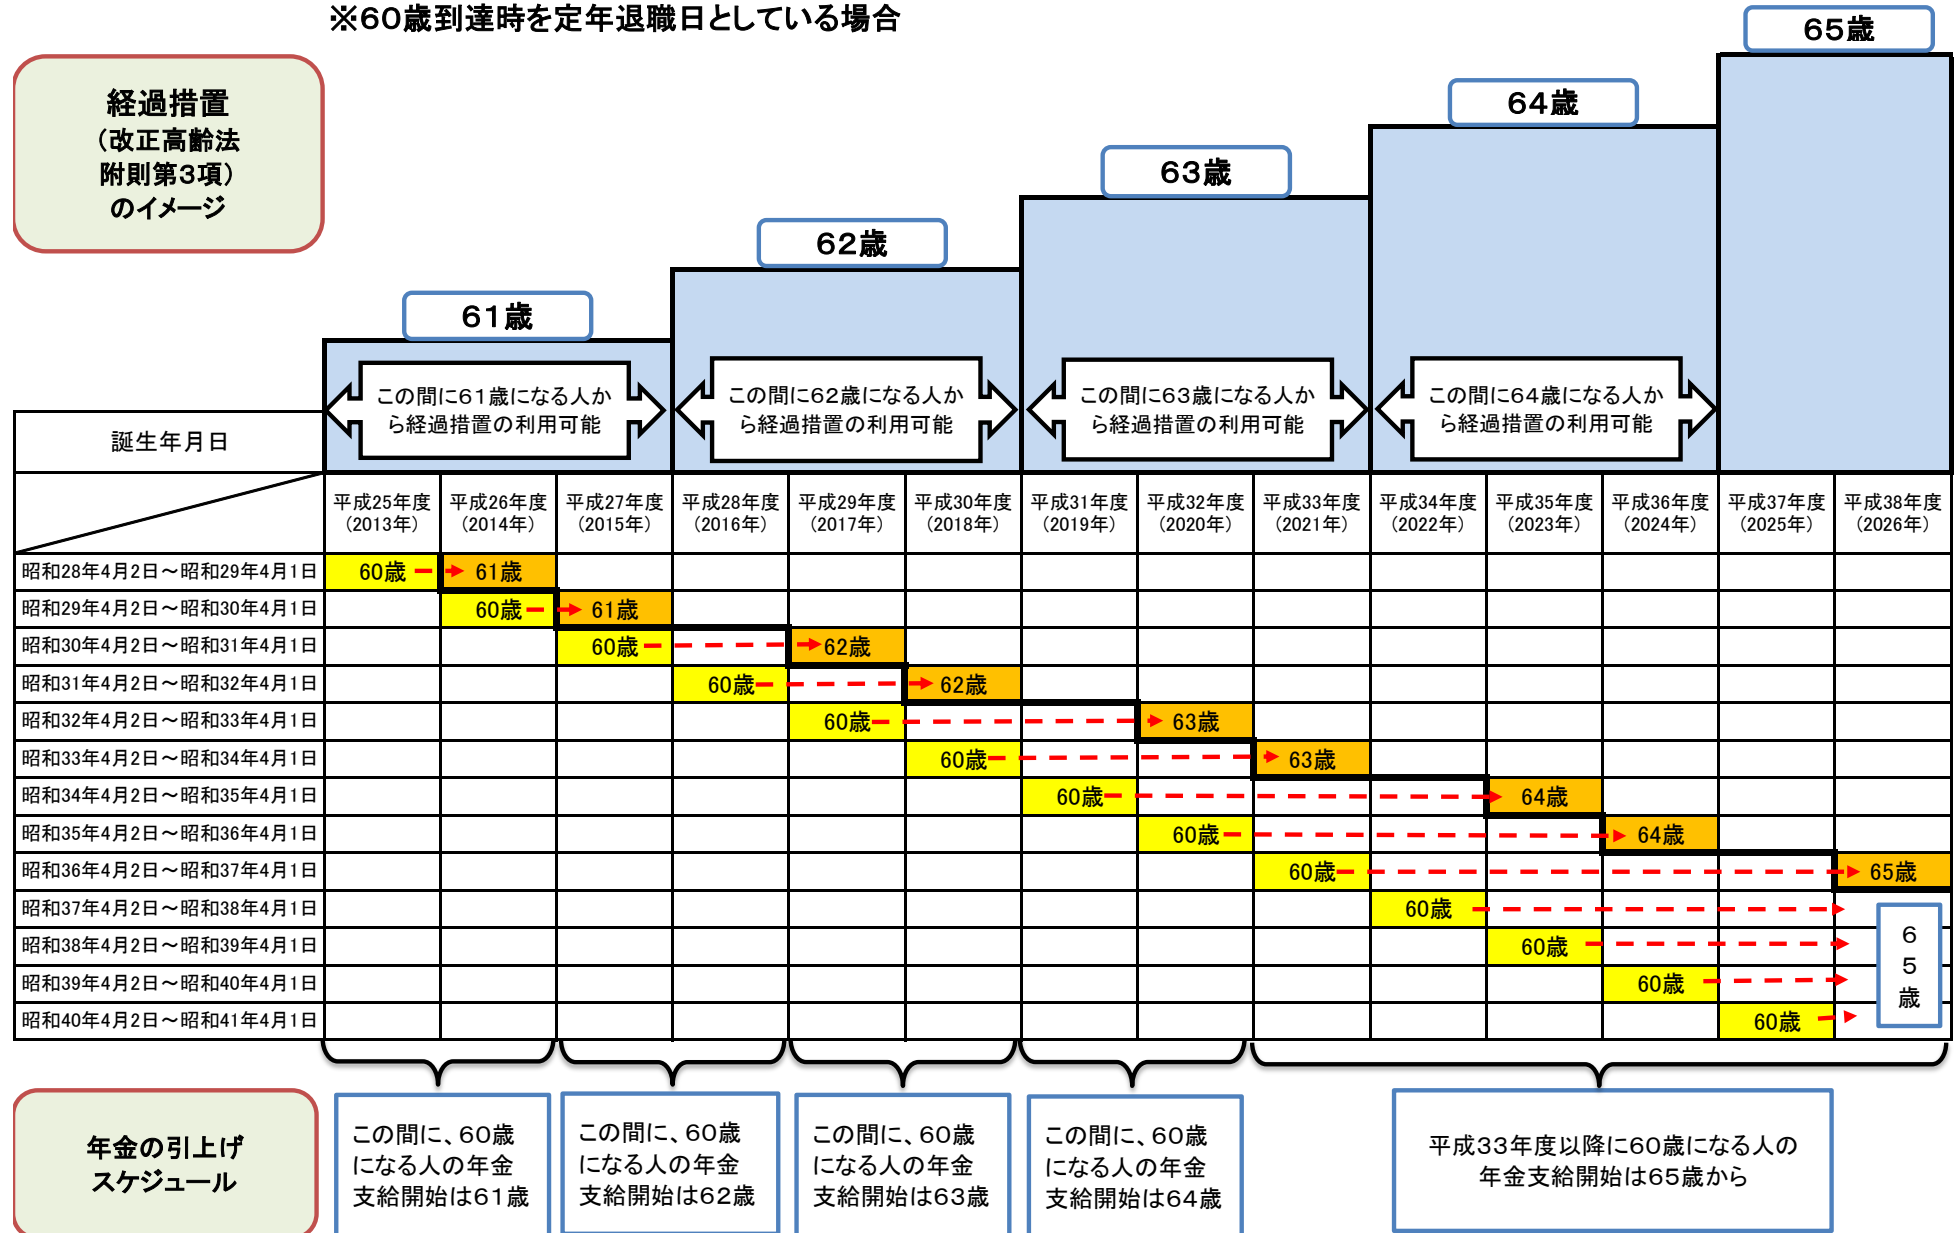 ※60歳到達時を定年退職日としている場合
経過措置
(改正高齢法
附則第3項)
のイメージ
65歳
64歳
63歳
62歳
61歳
この間に61歳になる人か
ら経過措置の利用可能
この間に62歳になる人か
ら経過措置の利用可能
この間に63歳になる人か
ら経過措置の利用可能
この間に64歳になる人か
ら経過措置の利用可能
誕生年月日
平成25年度 平成26年度 平成27年度 平成28年度 平成29年度 平成30年度 平成31年度 平成32年度 平成33年度 平成34年度 平成35年度 平成36年度 平成37年度 平成38年度
(2013年) (2014年) (2015年) (2016年) (2017年) (2018年) (2019年) (2020年) (2021年) (2022年) (2023年) (2024年) (2025年) (2026年)
昭和28年4月2日～昭和29年4月1日 60歳 61歳
昭和29年4月2日～昭和30年4月1日 60歳 61歳
昭和30年4月2日～昭和31年4月1日 60歳 62歳
昭和31年4月2日～昭和32年4月1日 60歳 62歳
昭和32年4月2日～昭和33年4月1日 60歳 63歳
昭和33年4月2日～昭和34年4月1日 60歳 63歳
昭和34年4月2日～昭和35年4月1日 60歳 64歳
昭和35年4月2日～昭和36年4月1日 60歳 64歳
昭和36年4月2日～昭和37年4月1日 60歳 65歳
昭和37年4月2日～昭和38年4月1日 60歳
昭和38年4月2日～昭和39年4月1日 60歳
昭和39年4月2日～昭和40年4月1日 60歳
昭和40年4月2日～昭和41年4月1日 60歳
6
5
歳
年金の引上げ
スケジュール
この間に、60歳
になる人の年金
支給開始は61歳
この間に、60歳
になる人の年金
支給開始は62歳
この間に、60歳
になる人の年金
支給開始は63歳
この間に、60歳
になる人の年金
支給開始は64歳
平成33年度以降に60歳になる人の
年金支給開始は65歳から